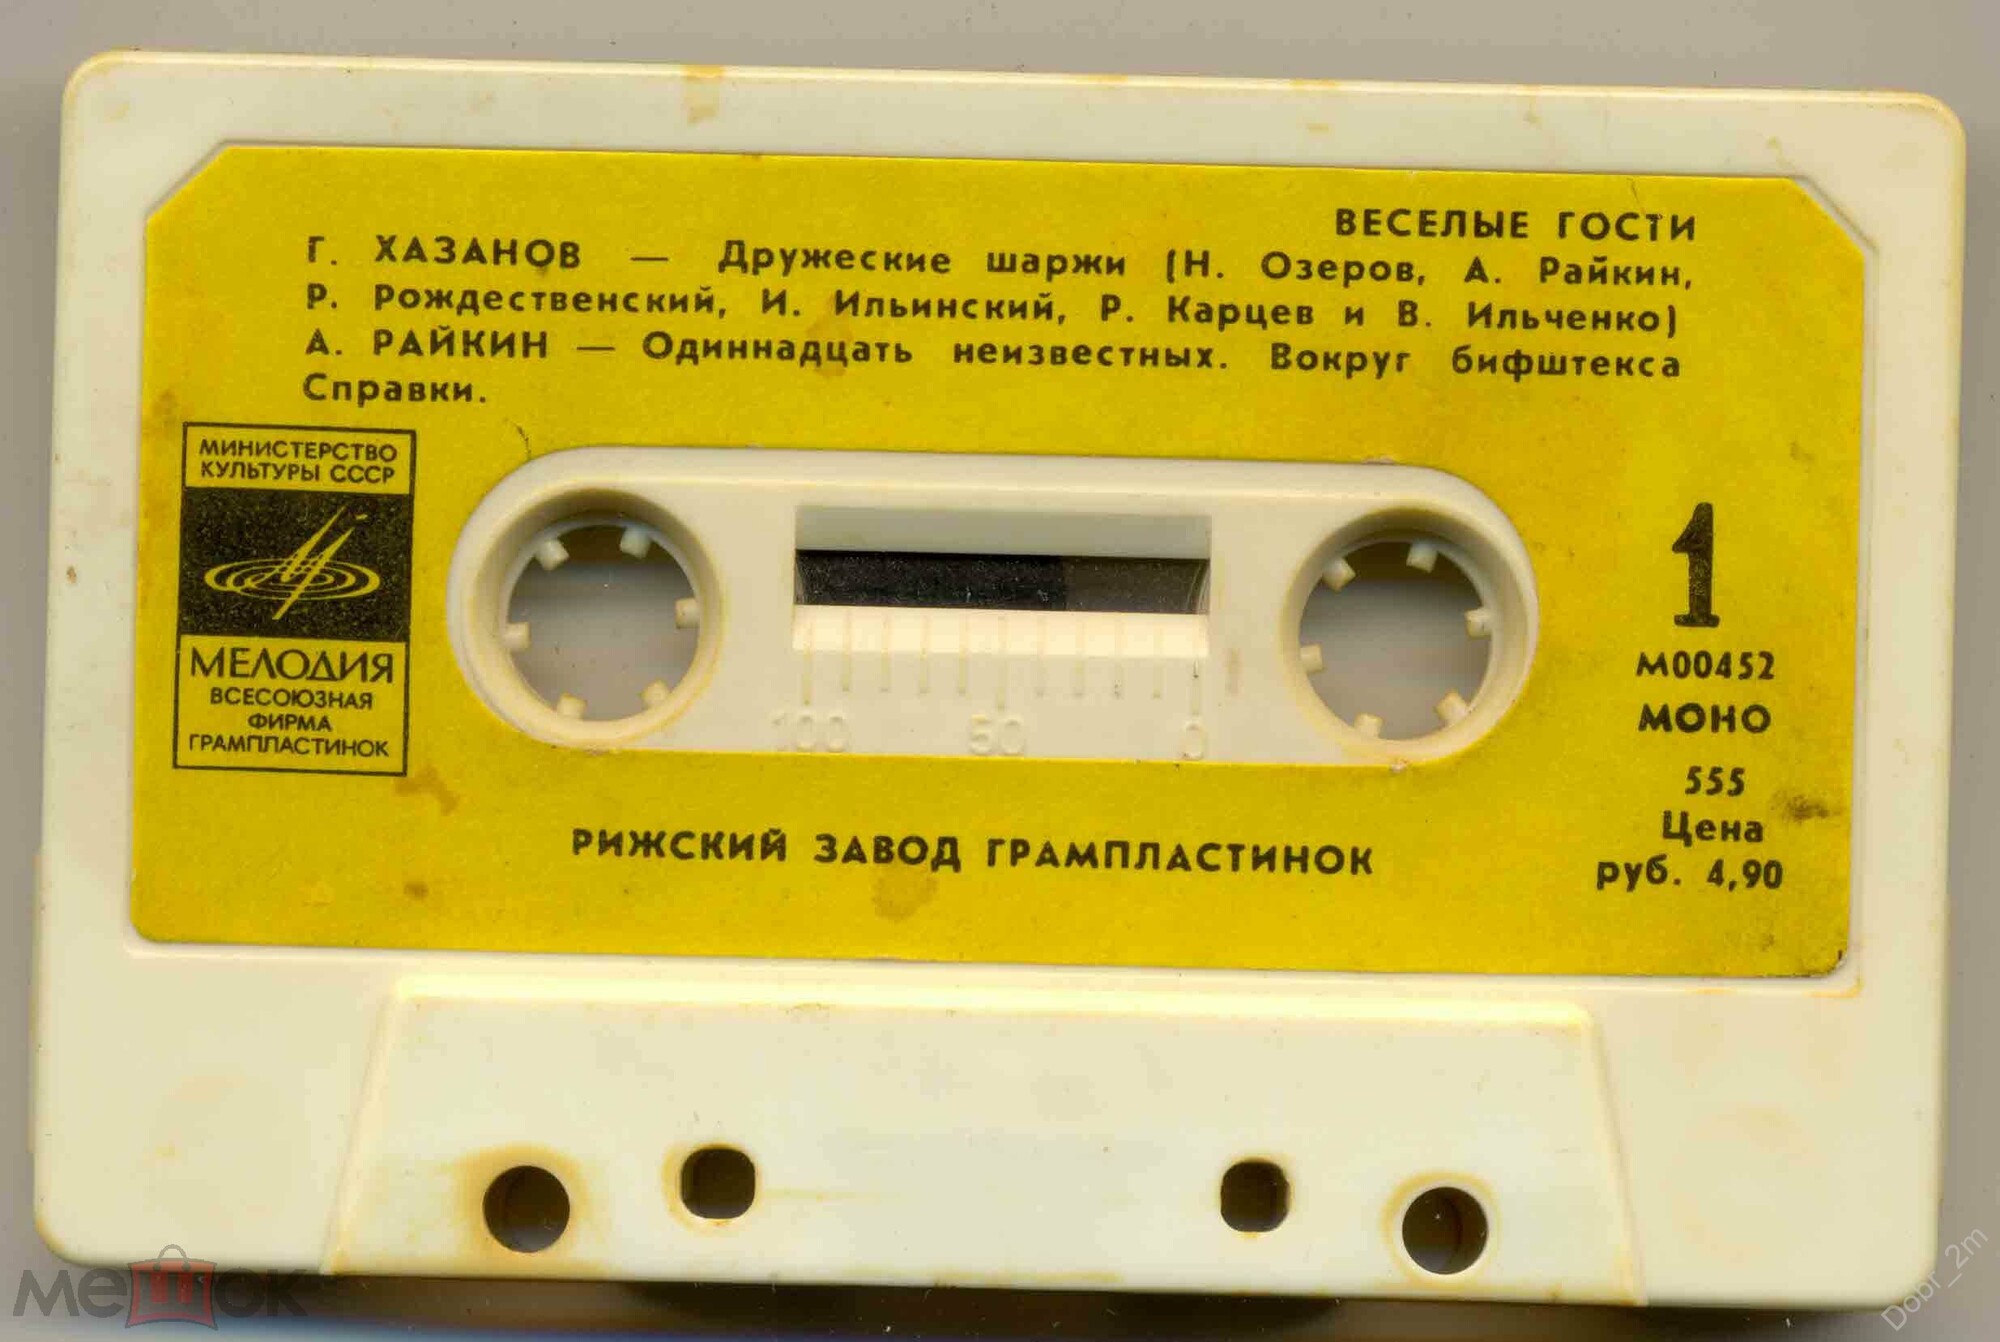 ВЕСЕЛЫЕ ГОСТИ
Г. ХАЗАНОВ — Дружеские шаржи (Н. Озеров, А. Райкин,
Р. Рождественский, И. Ильинский, Р. Карцев и В. Ильченко)
А. РАЙКИН — Одиннадцать неизвестных. Вокруг бифштекса
Справки.
МИНИСТЕРСТВО
КУЛЬТУРЫ СССР
МЕЛОДИЯ
ВСЕСОЮЗНАЯ
ФИРМА
ГРАМПЛАСТИНОК
100 50 0
1
М00452
МОНО
555
Цена
руб. 4,90
РИЖСКИЙ ЗАВОД ГРАМПЛАСТИНОК
мешок
Dobr_2m